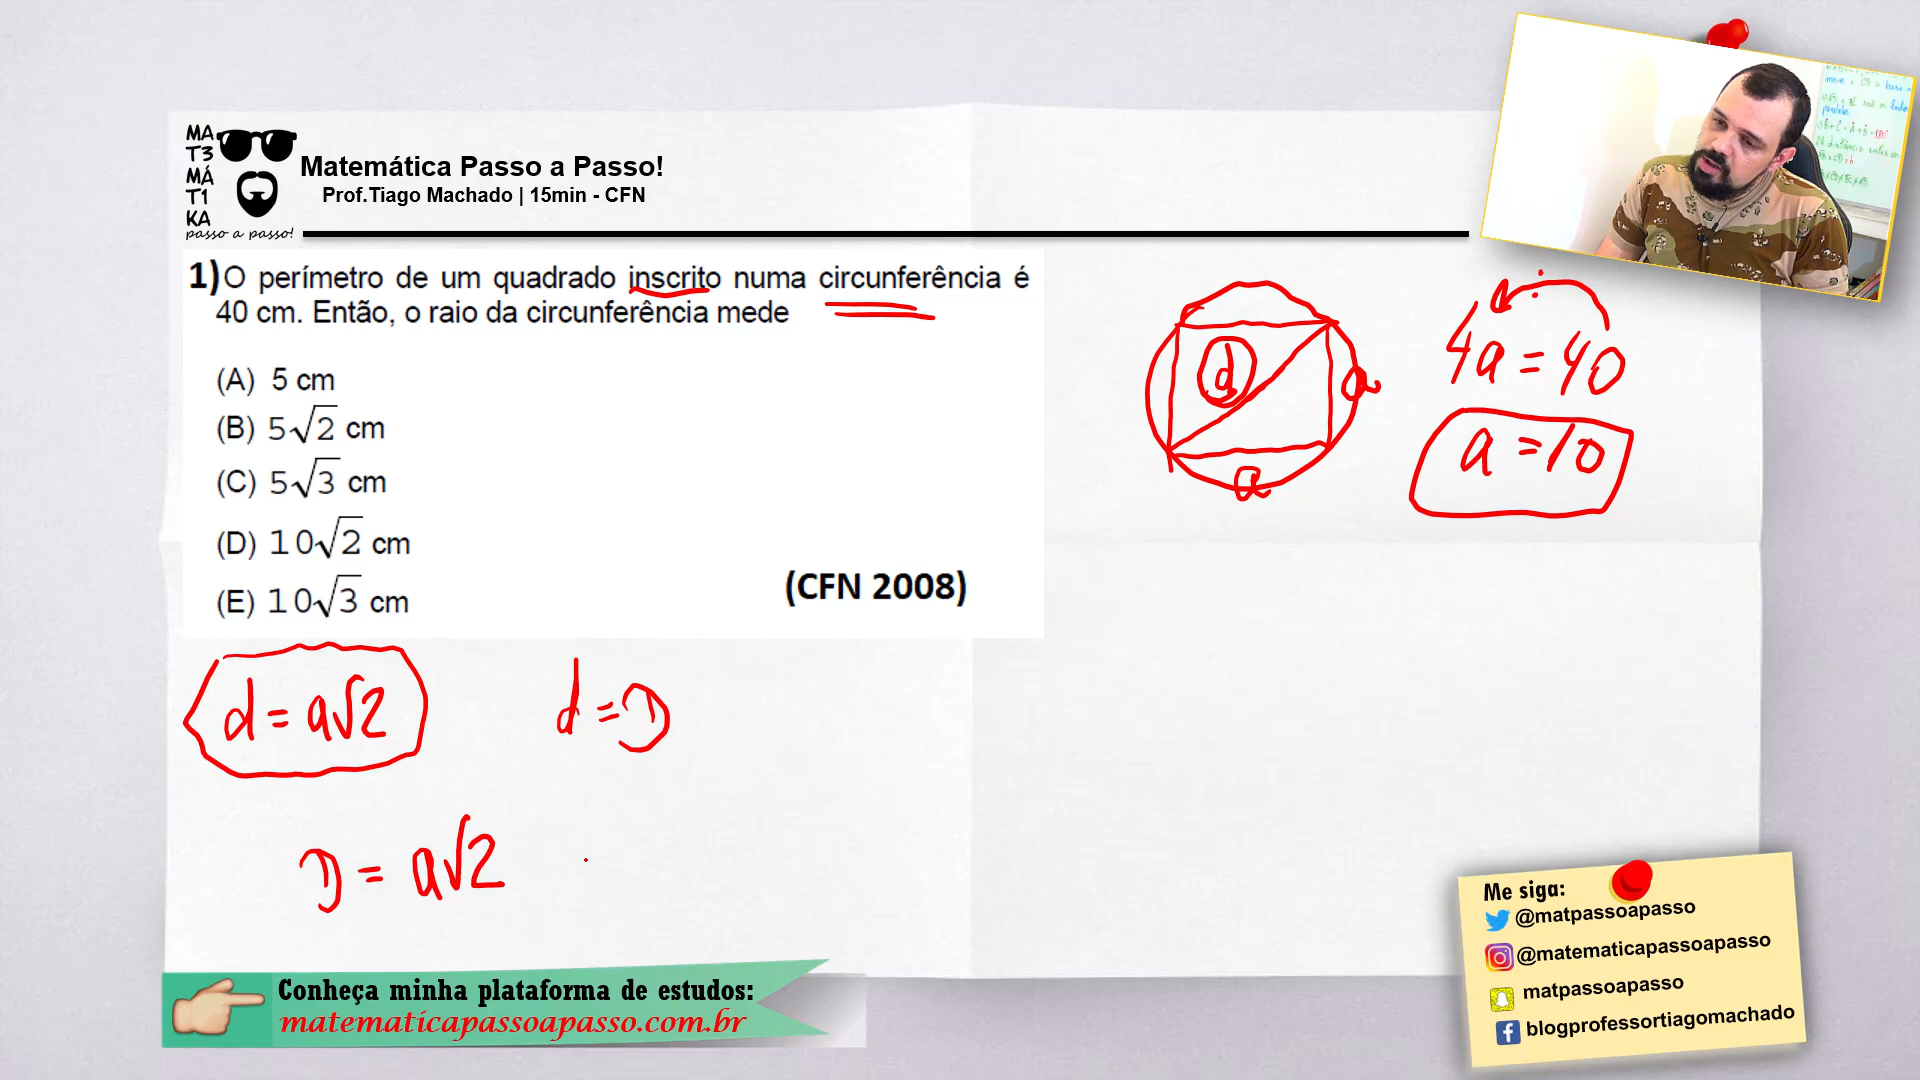 MA
T3
MÁ
T1
KA
passo a passo!
Matemática Passo a Passo!
Prof.Tiago Machado | 15min - CFN
1) O perímetro de um quadrado inscrito numa circunferência é
40 cm. Então, o raio da circunferência mede
(A) 5 cm
(B) 5√2 cm
(C) 5√3 cm
(D) 10√2 cm
(E) 10√3 cm
(CFN 2008)
d
a
a
4a = 40
a = 10
d = a√2
d = D
D = a√2
Conheça minha plataforma de estudos:
matematicapassoapasso.com.br
Me siga:
@matpassoapasso
@matematicapassoapasso
matpassoapasso
blogprofessortiagomachado